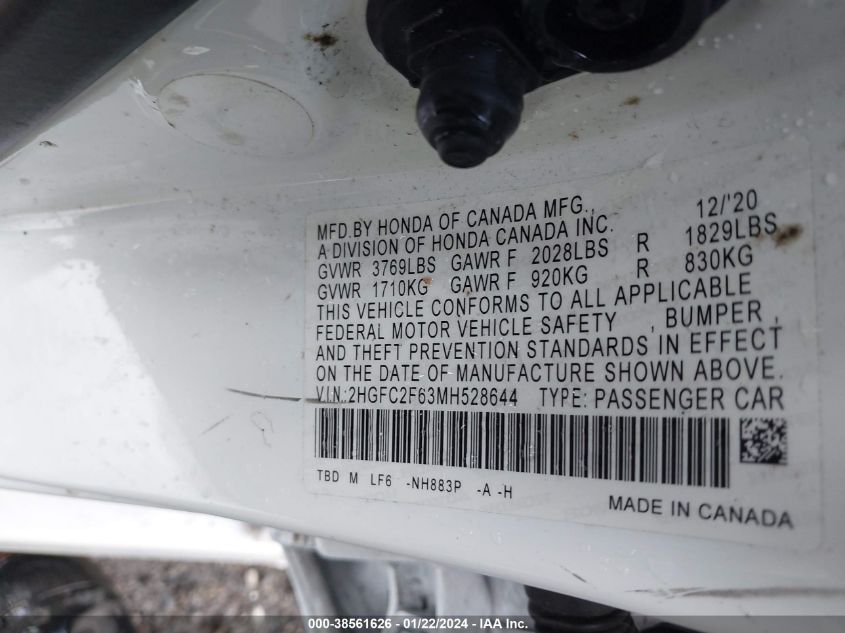 MFD.BY HONDA OF CANADA MFG., 12/'20
A DIVISION OF HONDA CANADA INC.
GVWR 3769LBS GAWR F 2028LBS R 1829LBS
GVWR 1710KG GAWR F 920KG R 830KG
THIS VEHICLE CONFORMS TO ALL APPLICABLE
FEDERAL MOTOR VEHICLE SAFETY , BUMPER ,
AND THEFT PREVENTION STANDARDS IN EFFECT
ON THE DATE OF MANUFACTURE SHOWN ABOVE.
V.I.N.:2HGFC2F63MH528644 TYPE: PASSENGER CAR
TBD M LF6 -NH883P -A -H
MADE IN CANADA
000-38561626 - 01/22/2024 - IAA Inc.